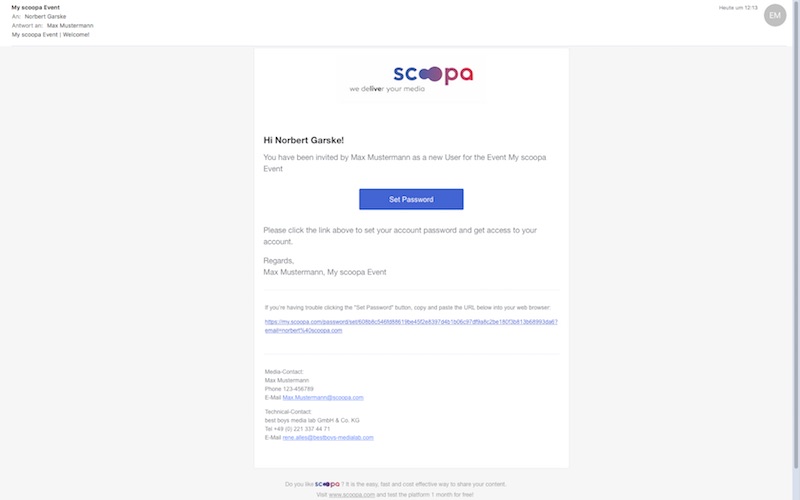 My scoopa Event
An: Norbert Garske
Antwort an: Max Mustermann
My scoopa Event | Welcome!
Heute um 12:13
EM
scoopa
we deliver your media
Hi Norbert Garske!
You have been invited by Max Mustermann as a new User for the Event My scoopa
Event
Set Password
Please click the link above to set your account password and get access to your
account.
Regards,
Max Mustermann, My scoopa Event
If you're having trouble clicking the "Set Password" button, copy and paste the URL below into your web browser:
email=norbert%40scoopa.com
Media-Contact:
Max Mustermann
Phone 123-456789
E-Mail Max.Mustermann@scoopa.com
Technical-Contact:
best boys media lab GmbH & Co. KG
Tel +49 (0) 221 337 44 71
E-Mail rene.alles@bestboys-medialab.com
Do you like scoopa ? It is the easy, fast and cost effective way to share your content.
Visit www.scoopa.com and test the platform 1 month for free!